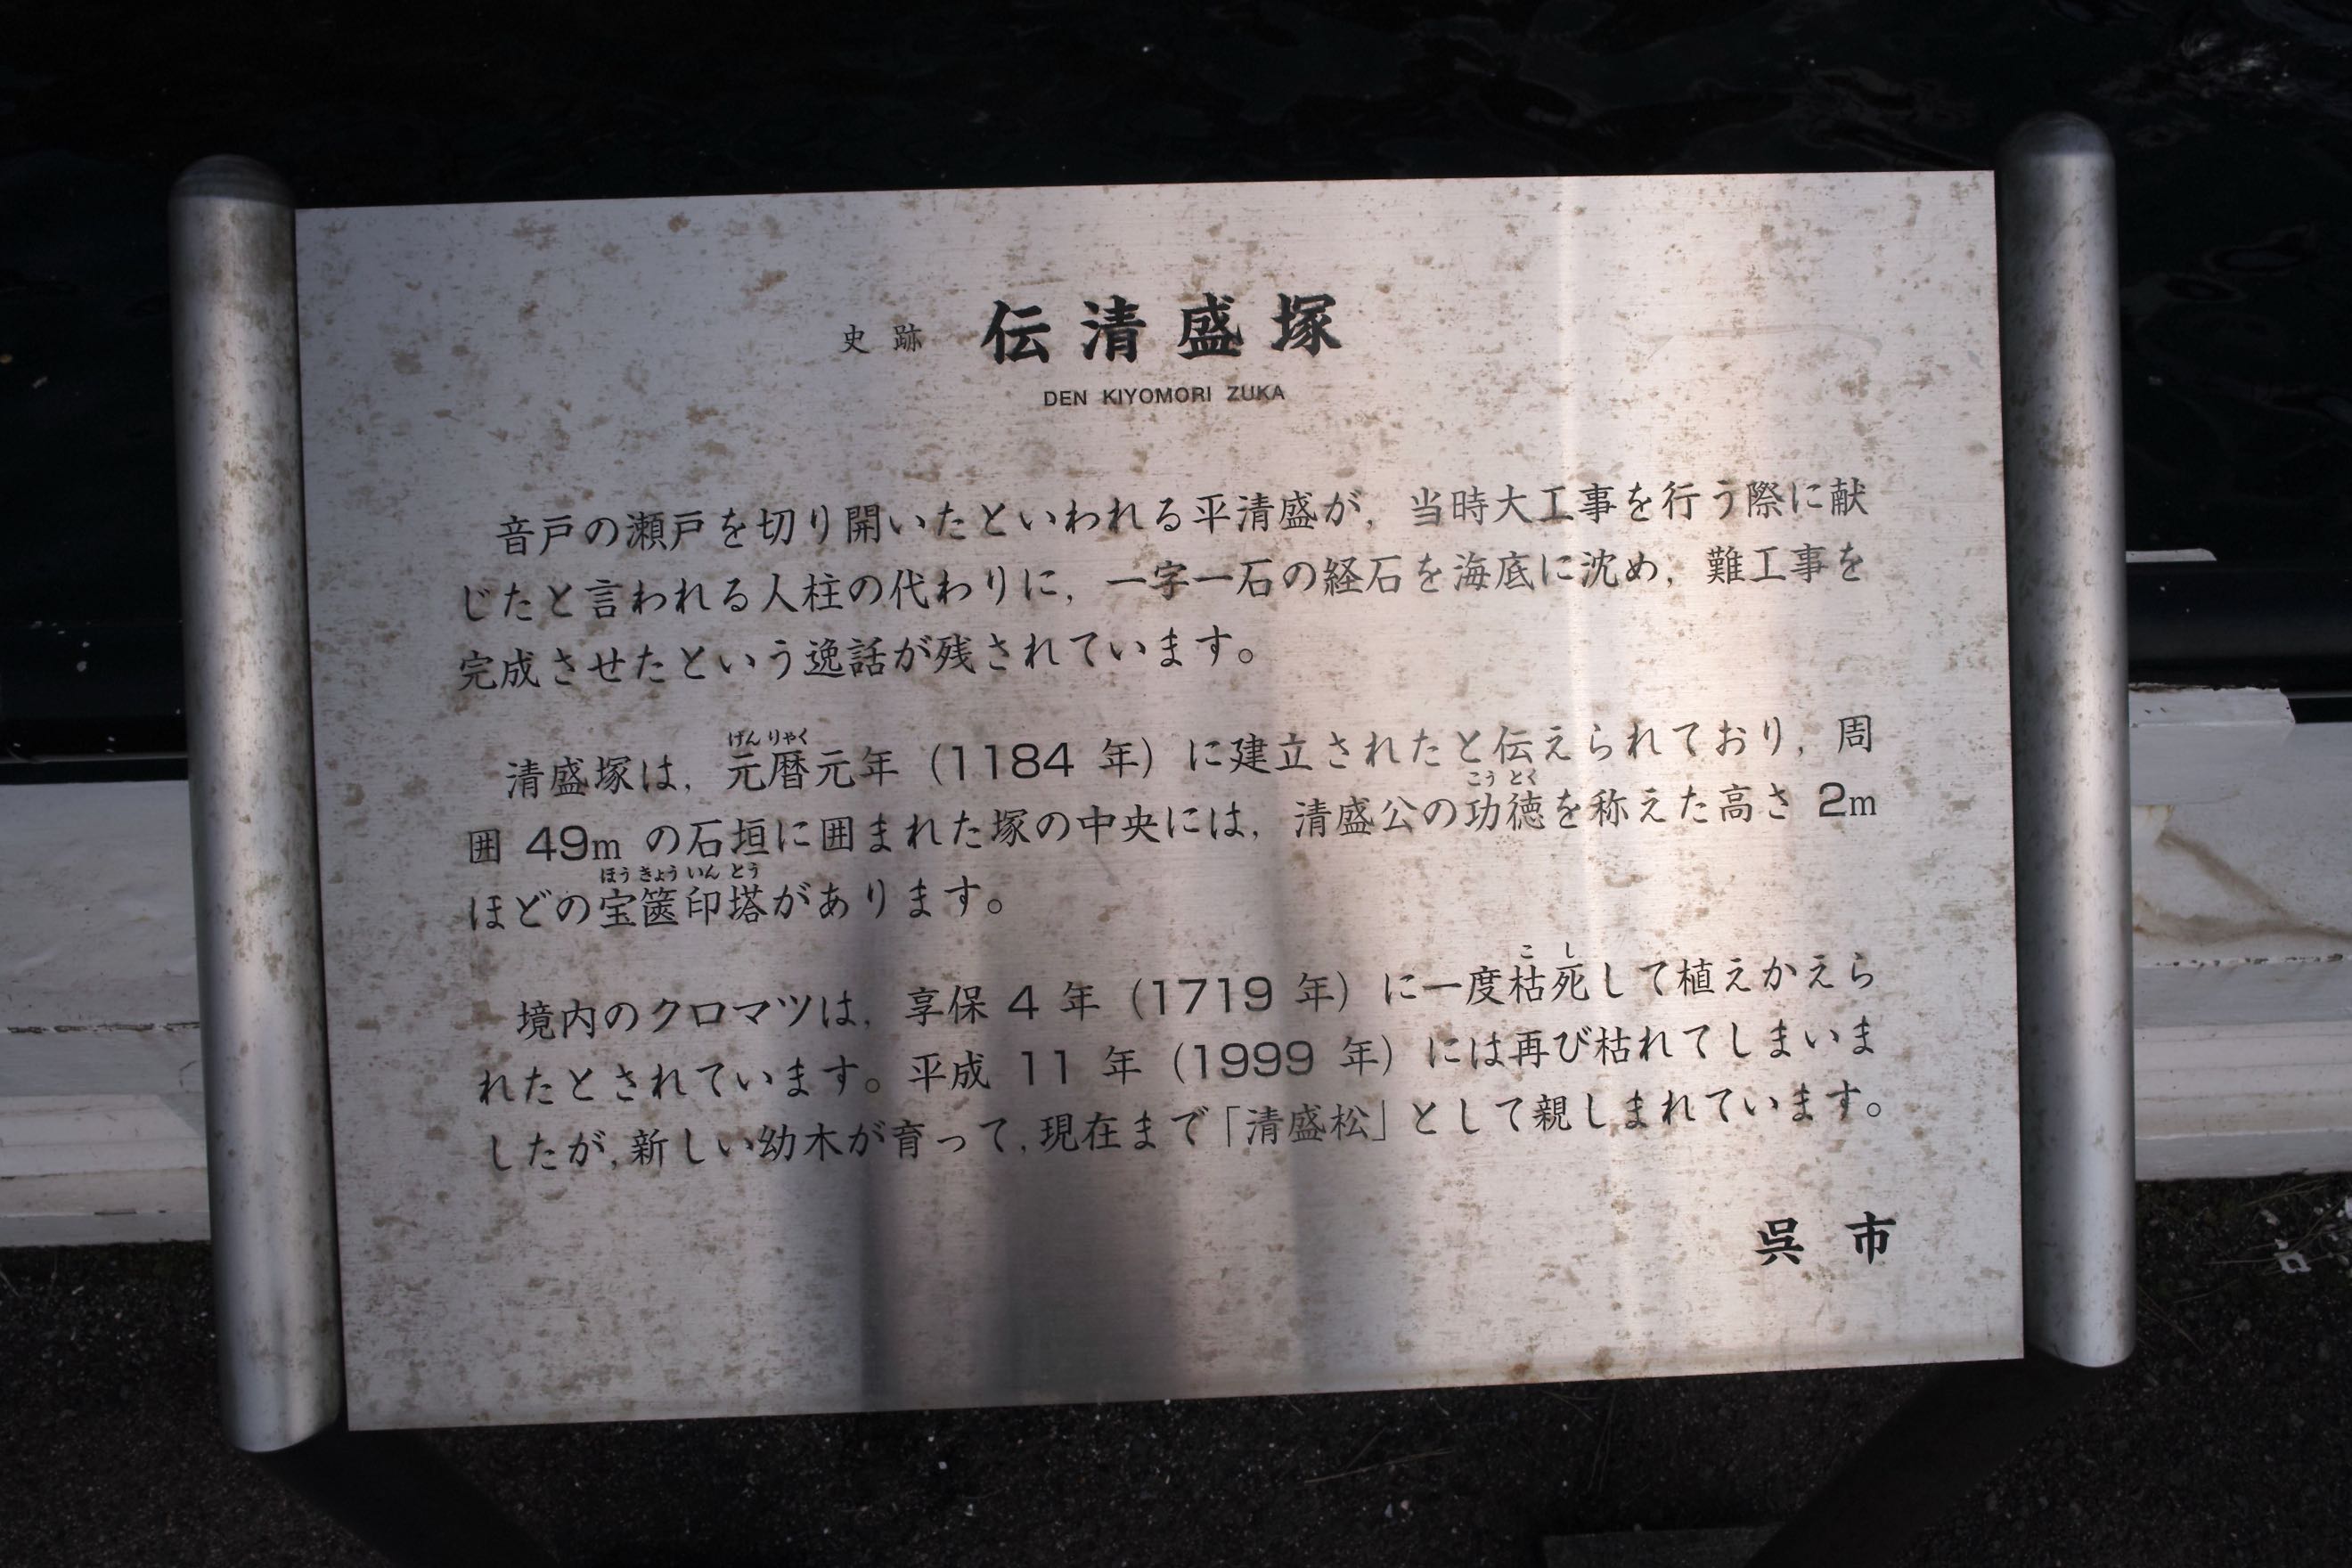 史跡 伝清盛塚
DEN KIYOMORI ZUKA
音戸の瀬戸を切り開いたといわれる平清盛が，当時大工事を行う際に献
じたと言われる人柱の代わりに，一字一石の経石を海底に沈め，難工事を
完成させたという逸話が残されています。
げんりゃく
清盛塚は，元暦元年（1184 年）に建立されたと伝えられており，周
こうとく
囲 49m の石垣に囲まれた塚の中央には，清盛公の功徳を称えた高さ 2m
ほうきょういんとう
ほどの宝篋印塔があります。
こし
境内のクロマツは，享保 4 年（1719 年）に一度枯死して植えかえら
れたとされています。平成 11 年（1999 年）には再び枯れてしまいま
したが，新しい幼木が育って，現在まで「清盛松」として親しまれています。
呉市